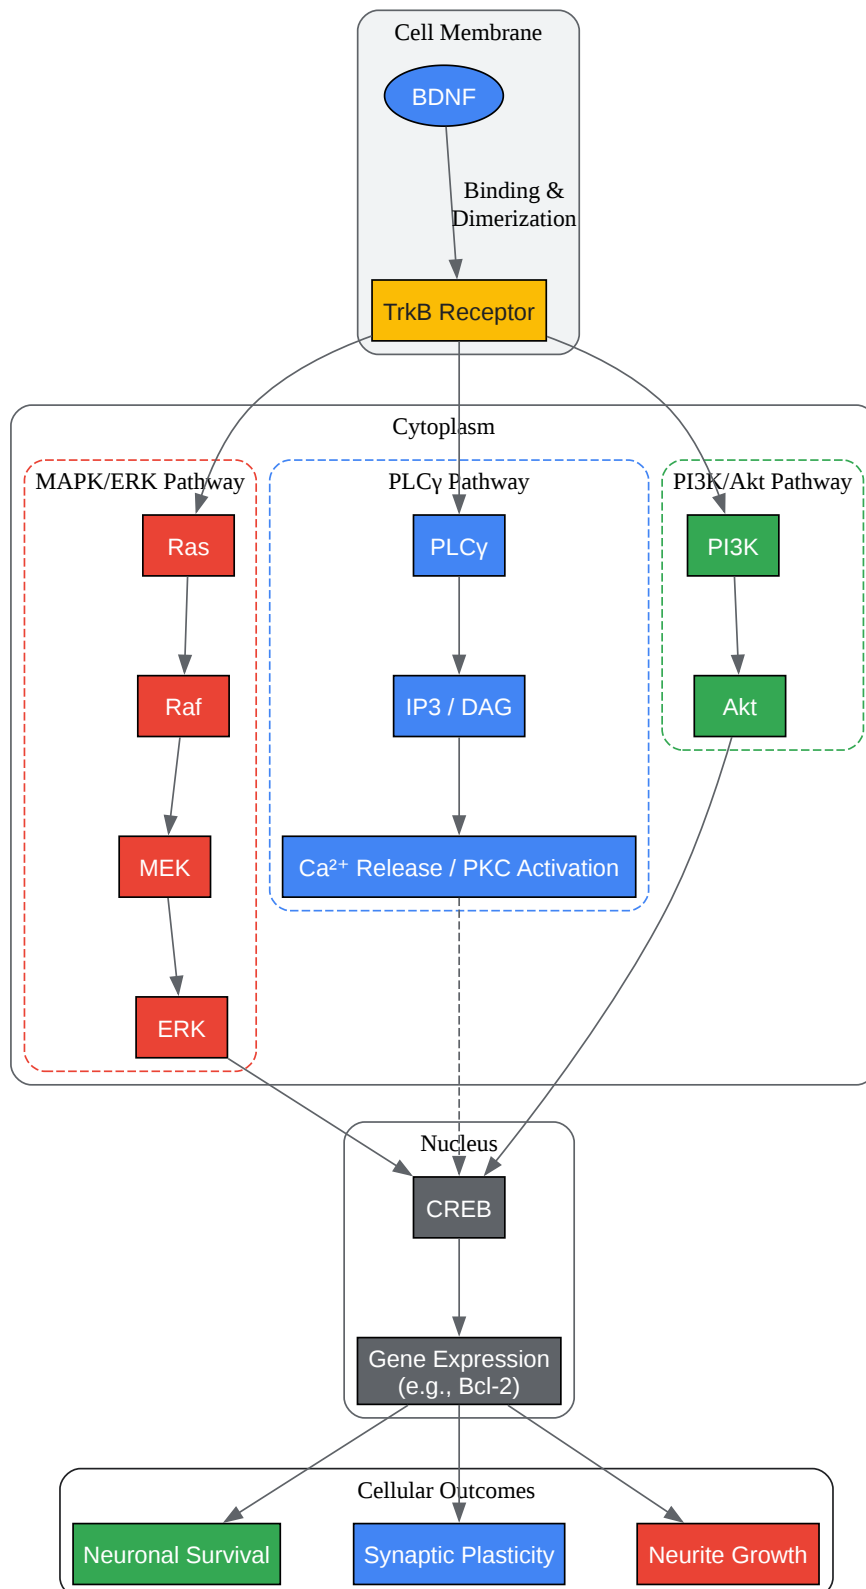 Cell Membrane
BDNF
Binding &
Dimerization
TrkB Receptor
Cytoplasm
MAPK/ERK Pathway
PLCγ Pathway
PI3K/Akt Pathway
Ras
PLCγ
PI3K
Raf
IP3 / DAG
Akt
MEK
Ca²⁺ Release / PKC Activation
ERK
Nucleus
CREB
Gene Expression
(e.g., Bcl-2)
Cellular Outcomes
Neuronal Survival
Synaptic Plasticity
Neurite Growth